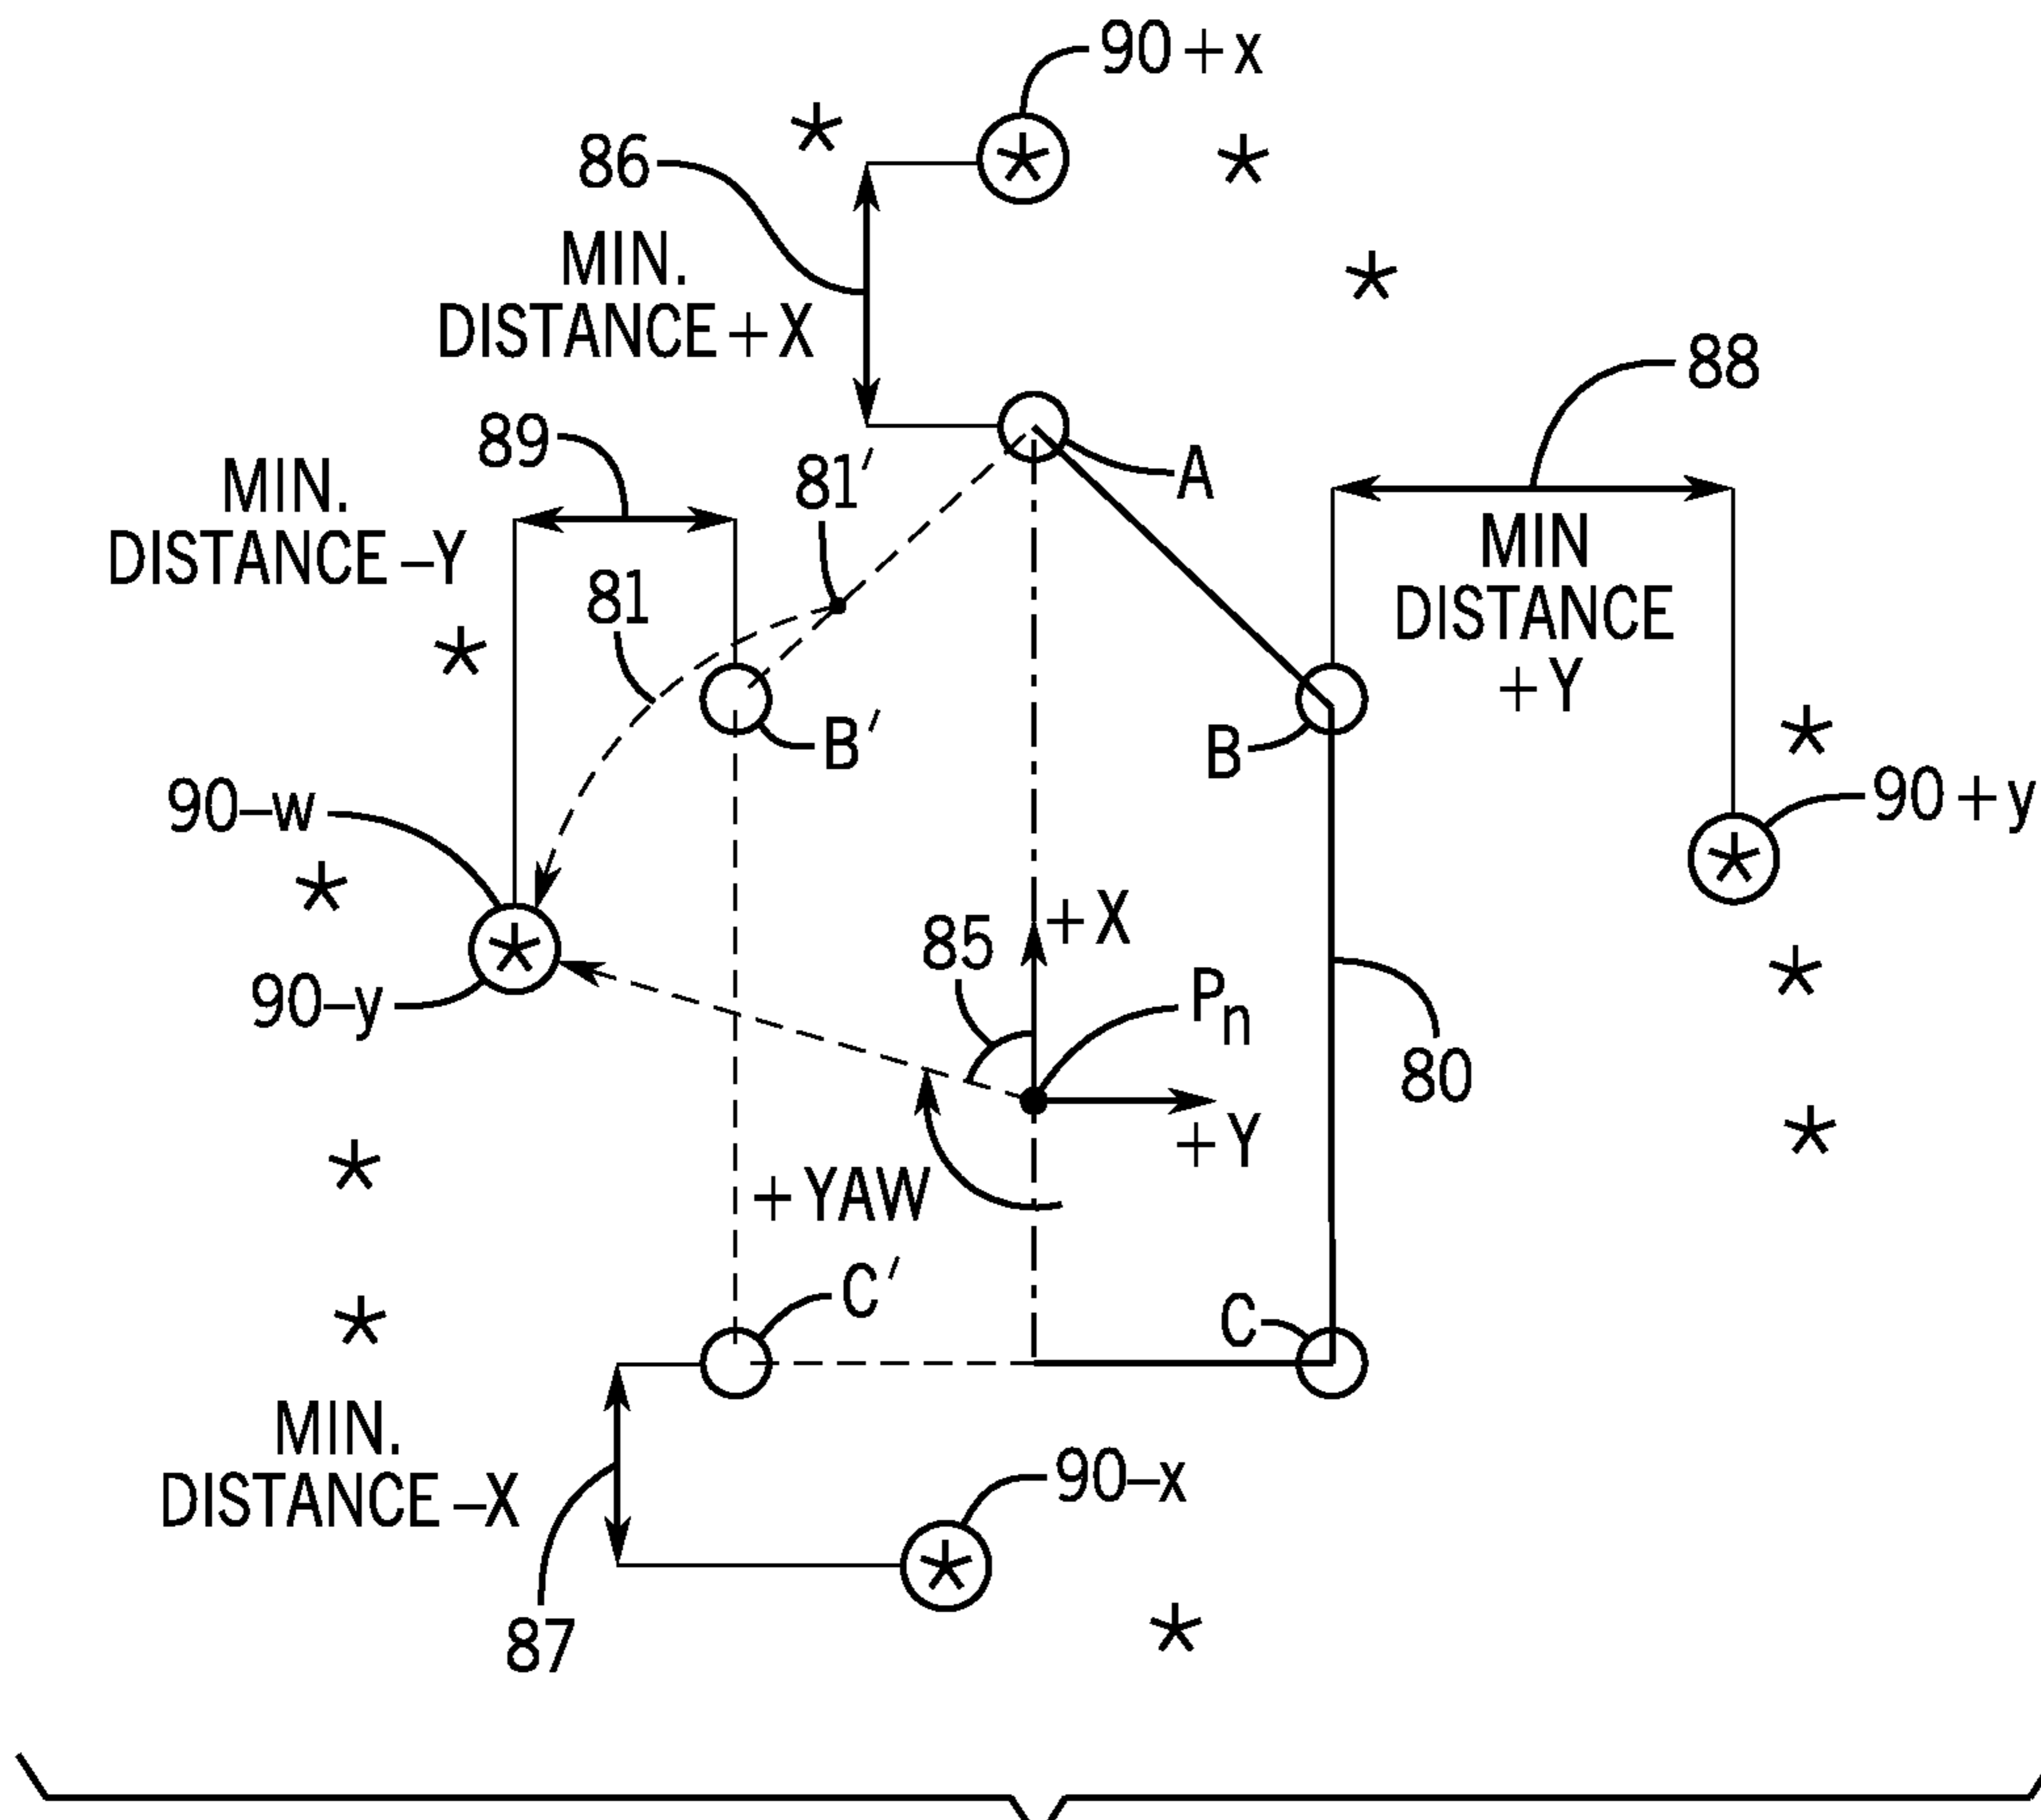 90+x
86
MIN.
DISTANCE+X
88
89
81′
A
MIN.
DISTANCE–Y
MIN
DISTANCE
+Y
81
B′
B
90–w
90+y
+X
85
90–y
Pn
80
+Y
+YAW
C′
C
MIN.
DISTANCE–X
90–x
87